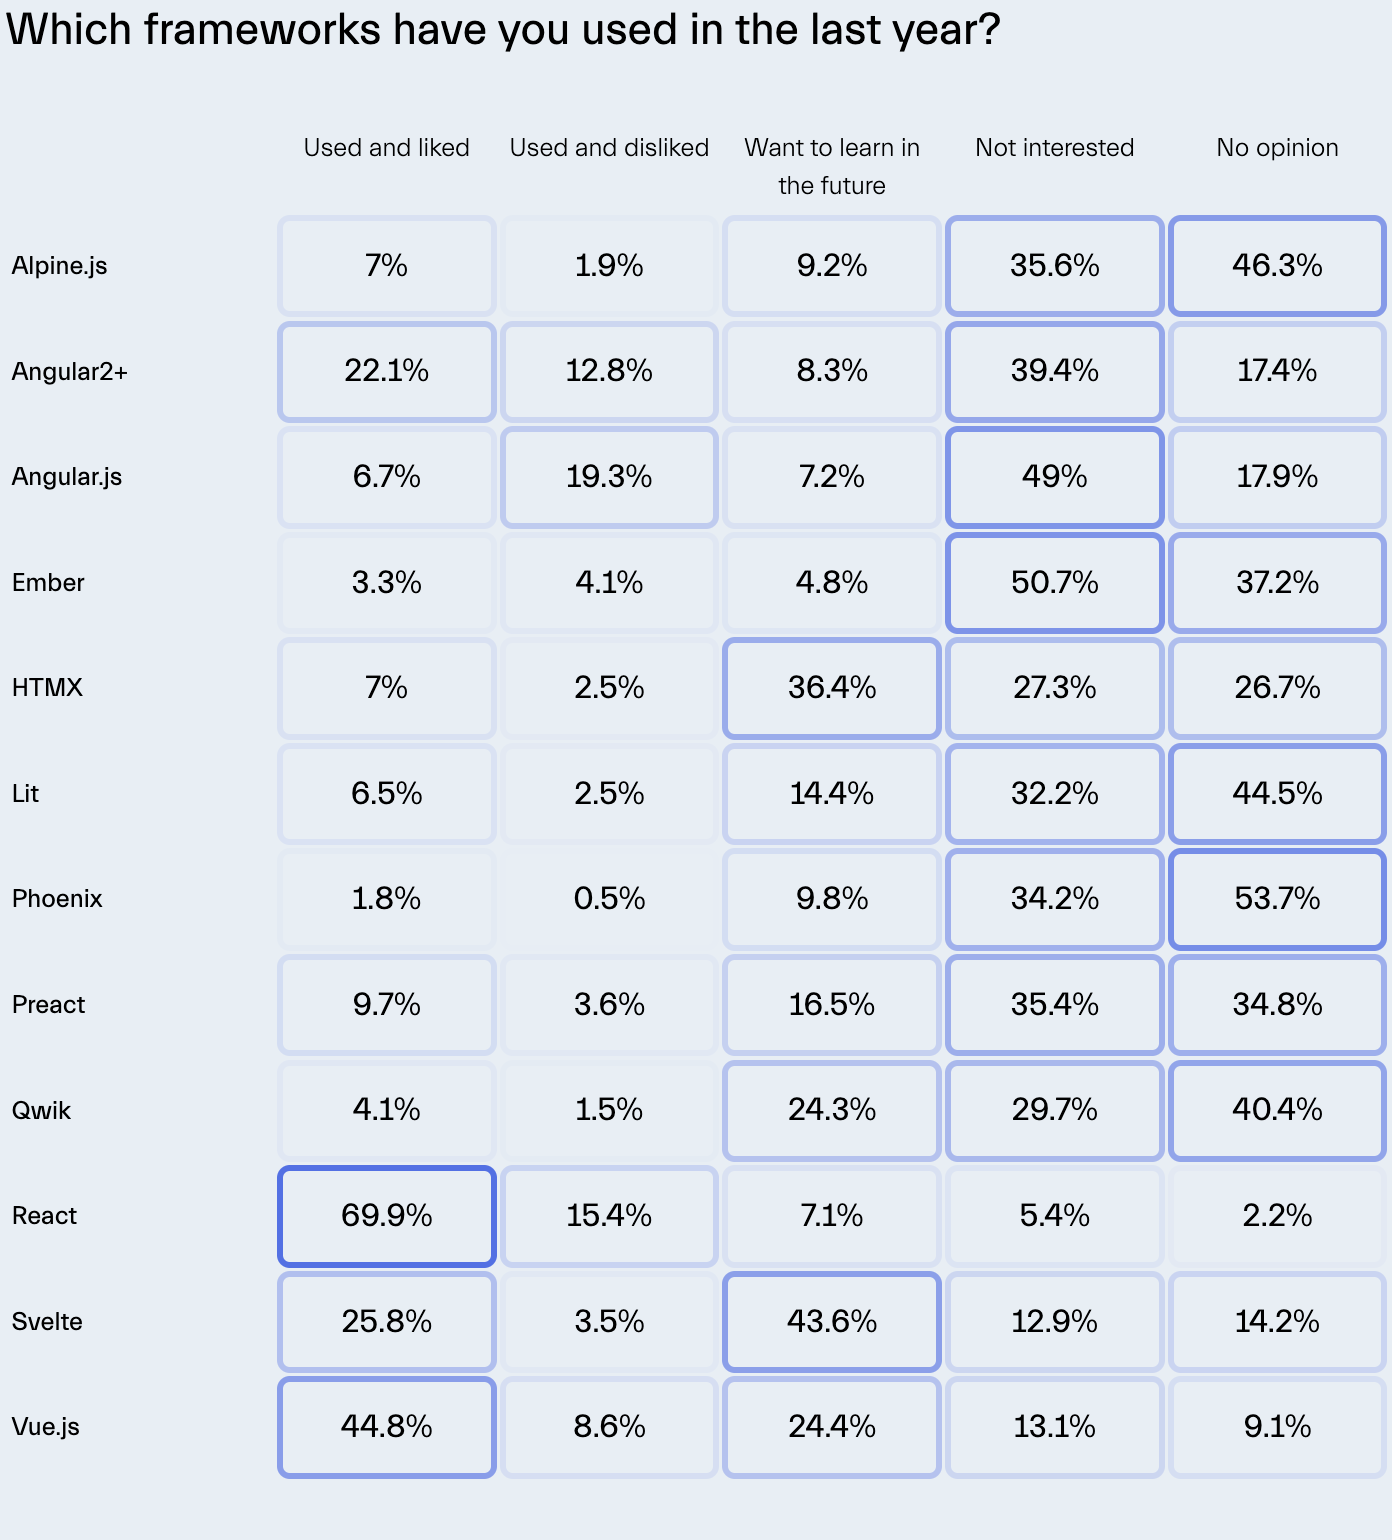 Which frameworks have you used in the last year?
Used and liked Used and disliked Want to learn in Not interested No opinion
the future
Alpine.js 7% 1.9% 9.2% 35.6% 46.3%
Angular2+ 22.1% 12.8% 8.3% 39.4% 17.4%
Angular.js 6.7% 19.3% 7.2% 49% 17.9%
Ember 3.3% 4.1% 4.8% 50.7% 37.2%
HTMX 7% 2.5% 36.4% 27.3% 26.7%
Lit 6.5% 2.5% 14.4% 32.2% 44.5%
Phoenix 1.8% 0.5% 9.8% 34.2% 53.7%
Preact 9.7% 3.6% 16.5% 35.4% 34.8%
Qwik 4.1% 1.5% 24.3% 29.7% 40.4%
React 69.9% 15.4% 7.1% 5.4% 2.2%
Svelte 25.8% 3.5% 43.6% 12.9% 14.2%
Vue.js 44.8% 8.6% 24.4% 13.1% 9.1%